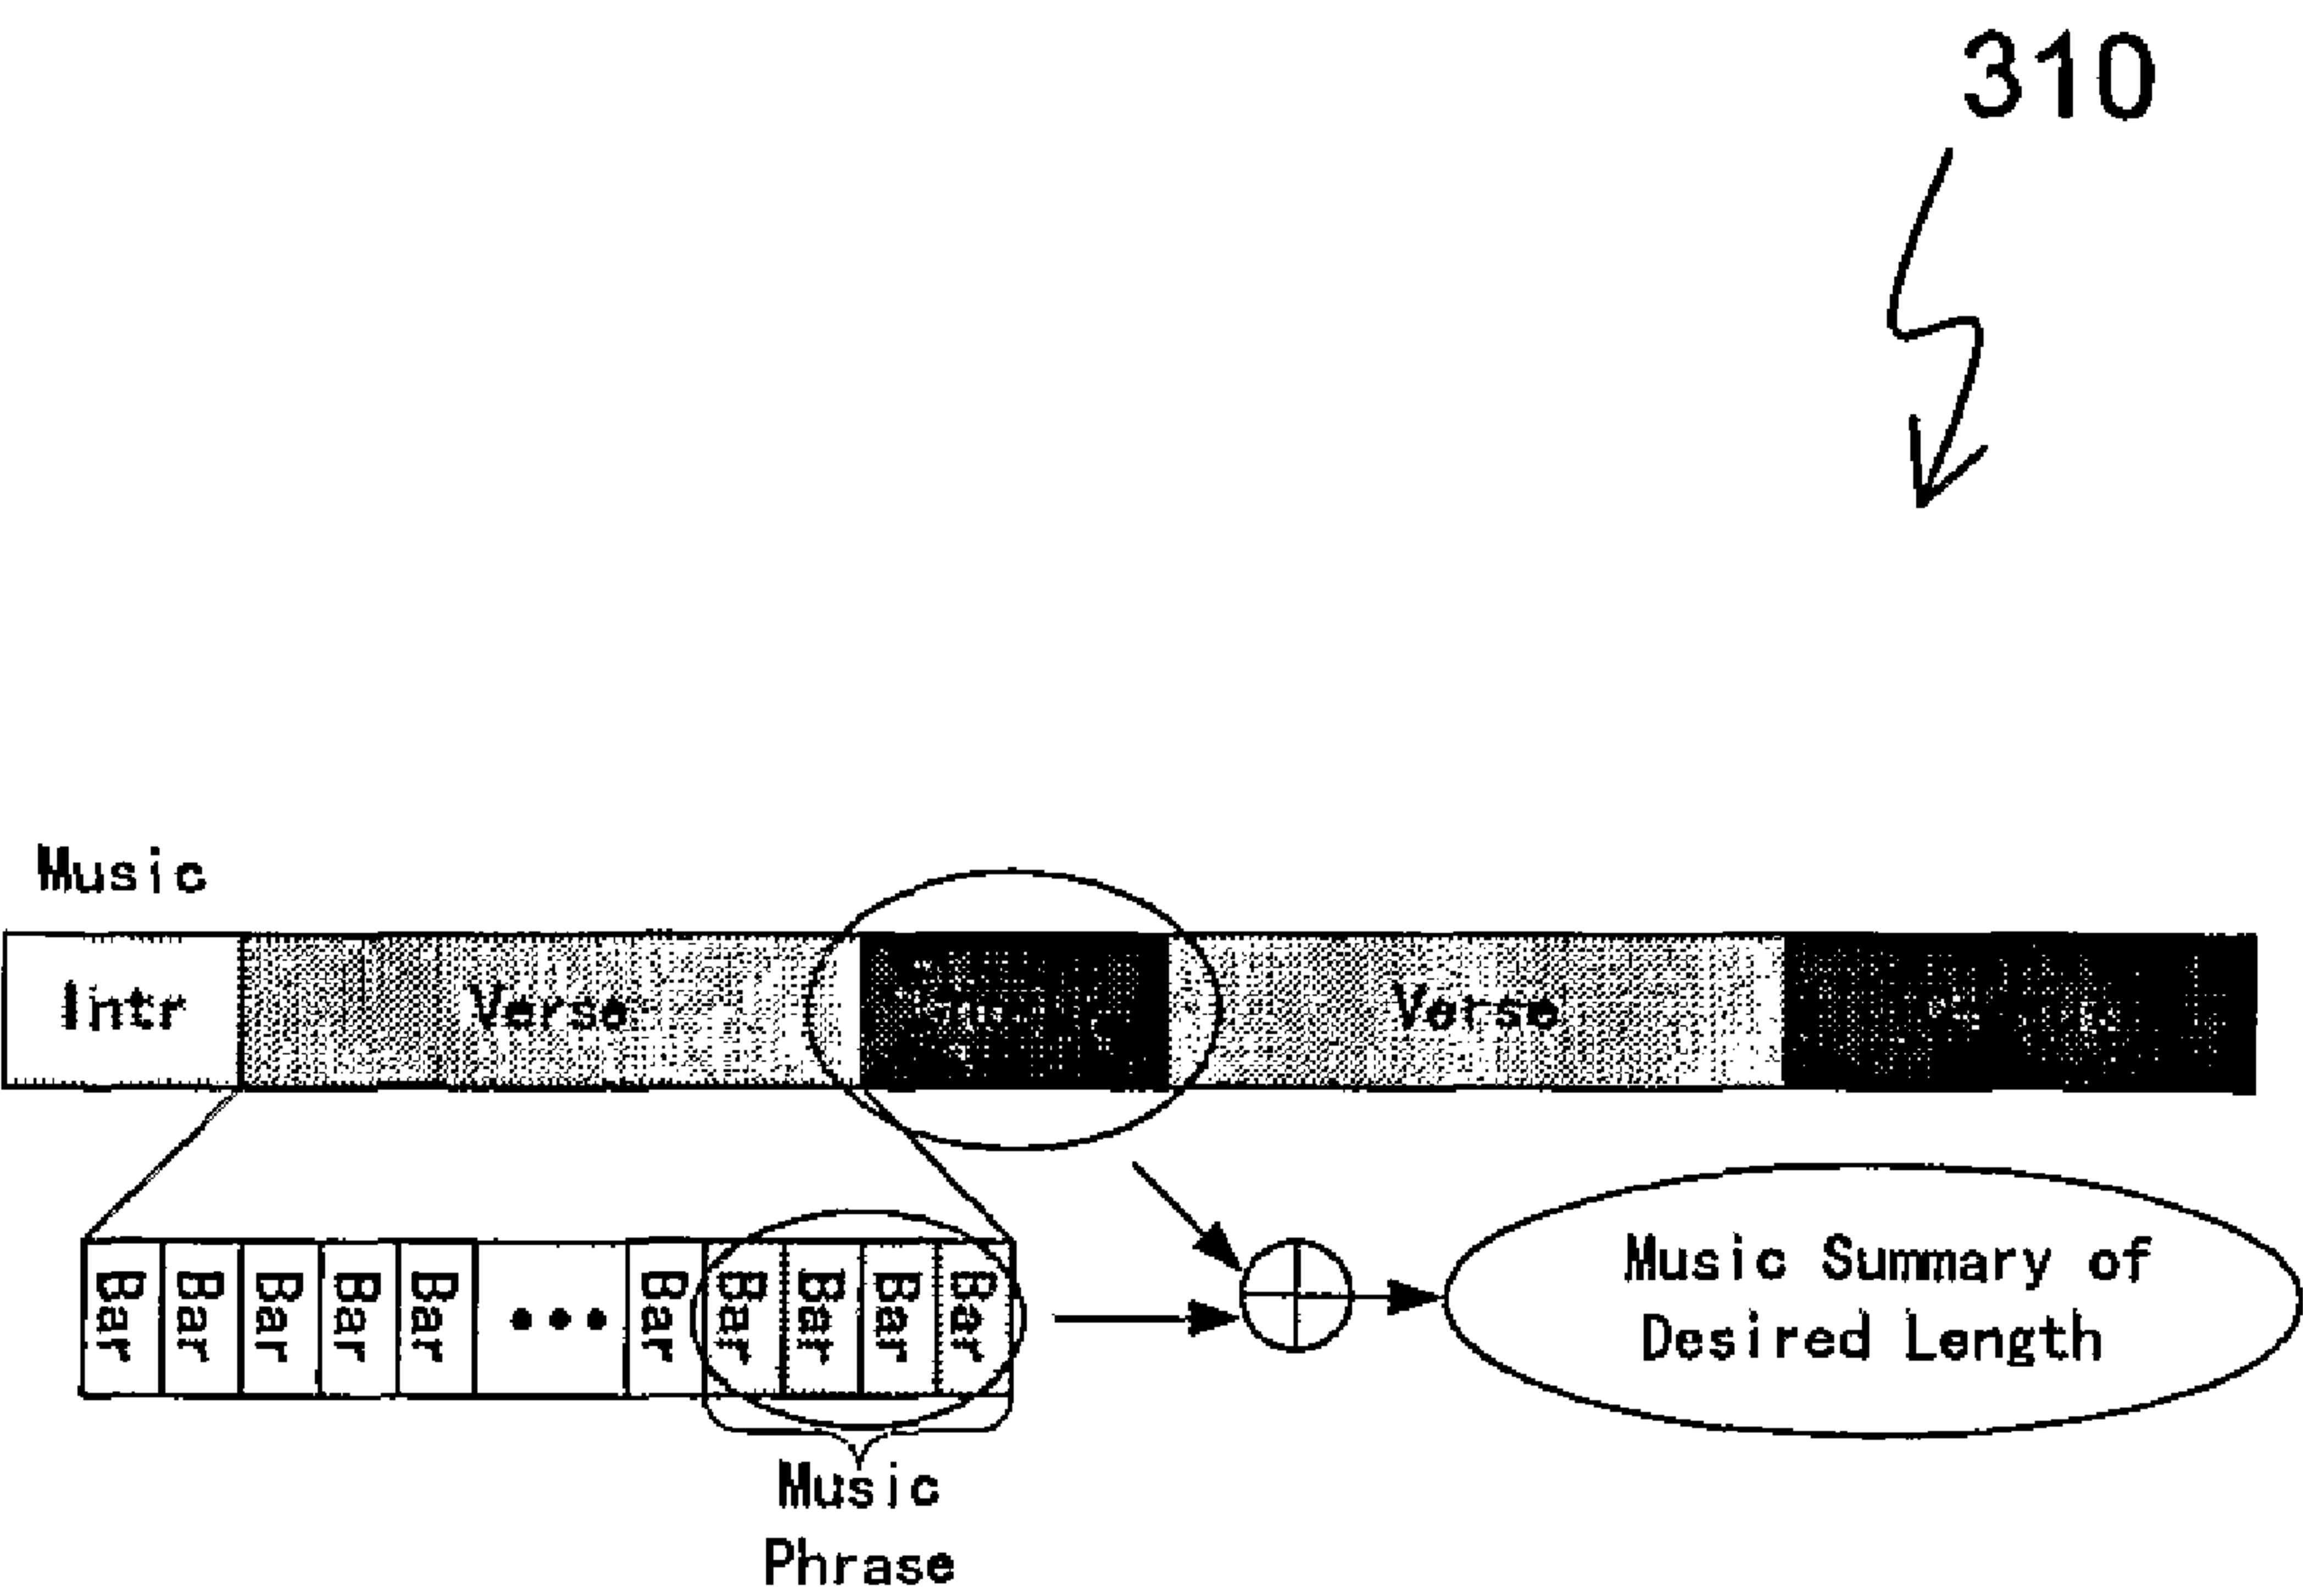 310
Music
Intr
Verse
Verse
Bar
Bar
Bar
Bar
Bar
...
Bar
Bar
Bar
Bar
Bar
Music Summary of
Desired Length
Music
Phrase